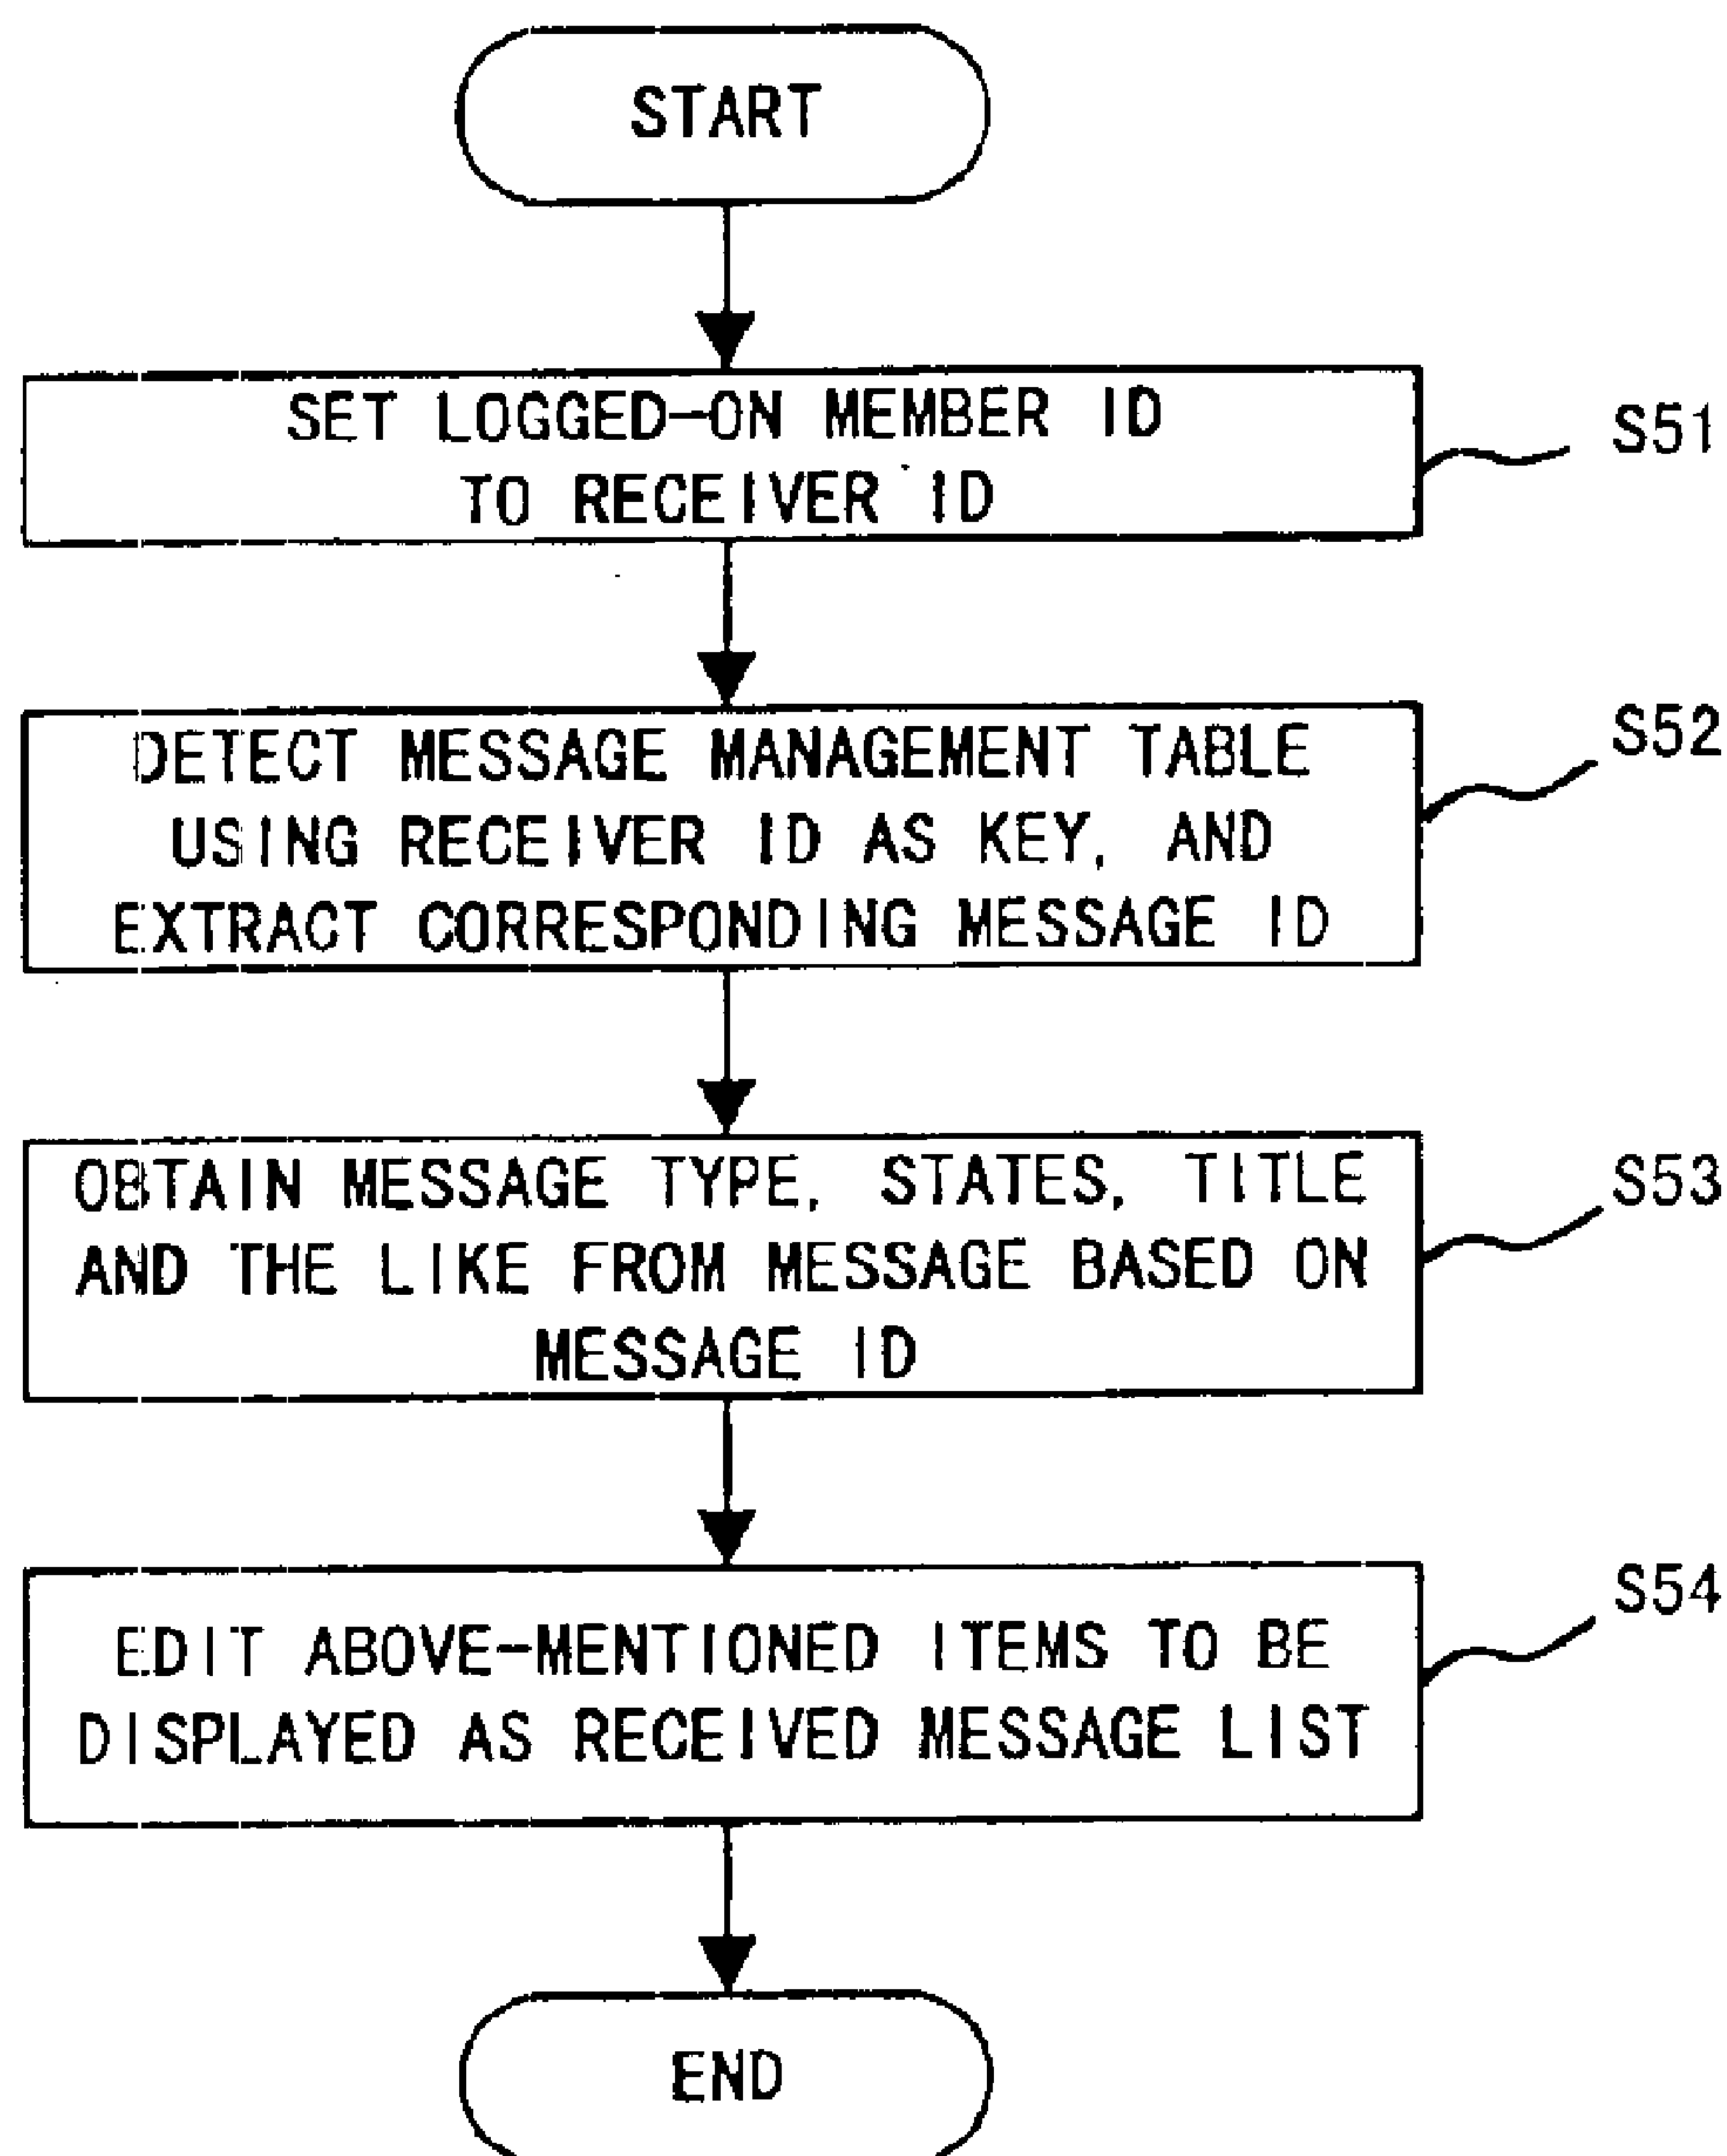 START
SET LOGGED-ON MEMBER ID
TO RECEIVER ID
S51
DETECT MESSAGE MANAGEMENT TABLE
USING RECEIVER ID AS KEY, AND
EXTRACT CORRESPONDING MESSAGE ID
S52
OBTAIN MESSAGE TYPE, STATES, TITLE
AND THE LIKE FROM MESSAGE BASED ON
MESSAGE ID
S53
EDIT ABOVE-MENTIONED ITEMS TO BE
DISPLAYED AS RECEIVED MESSAGE LIST
S54
END